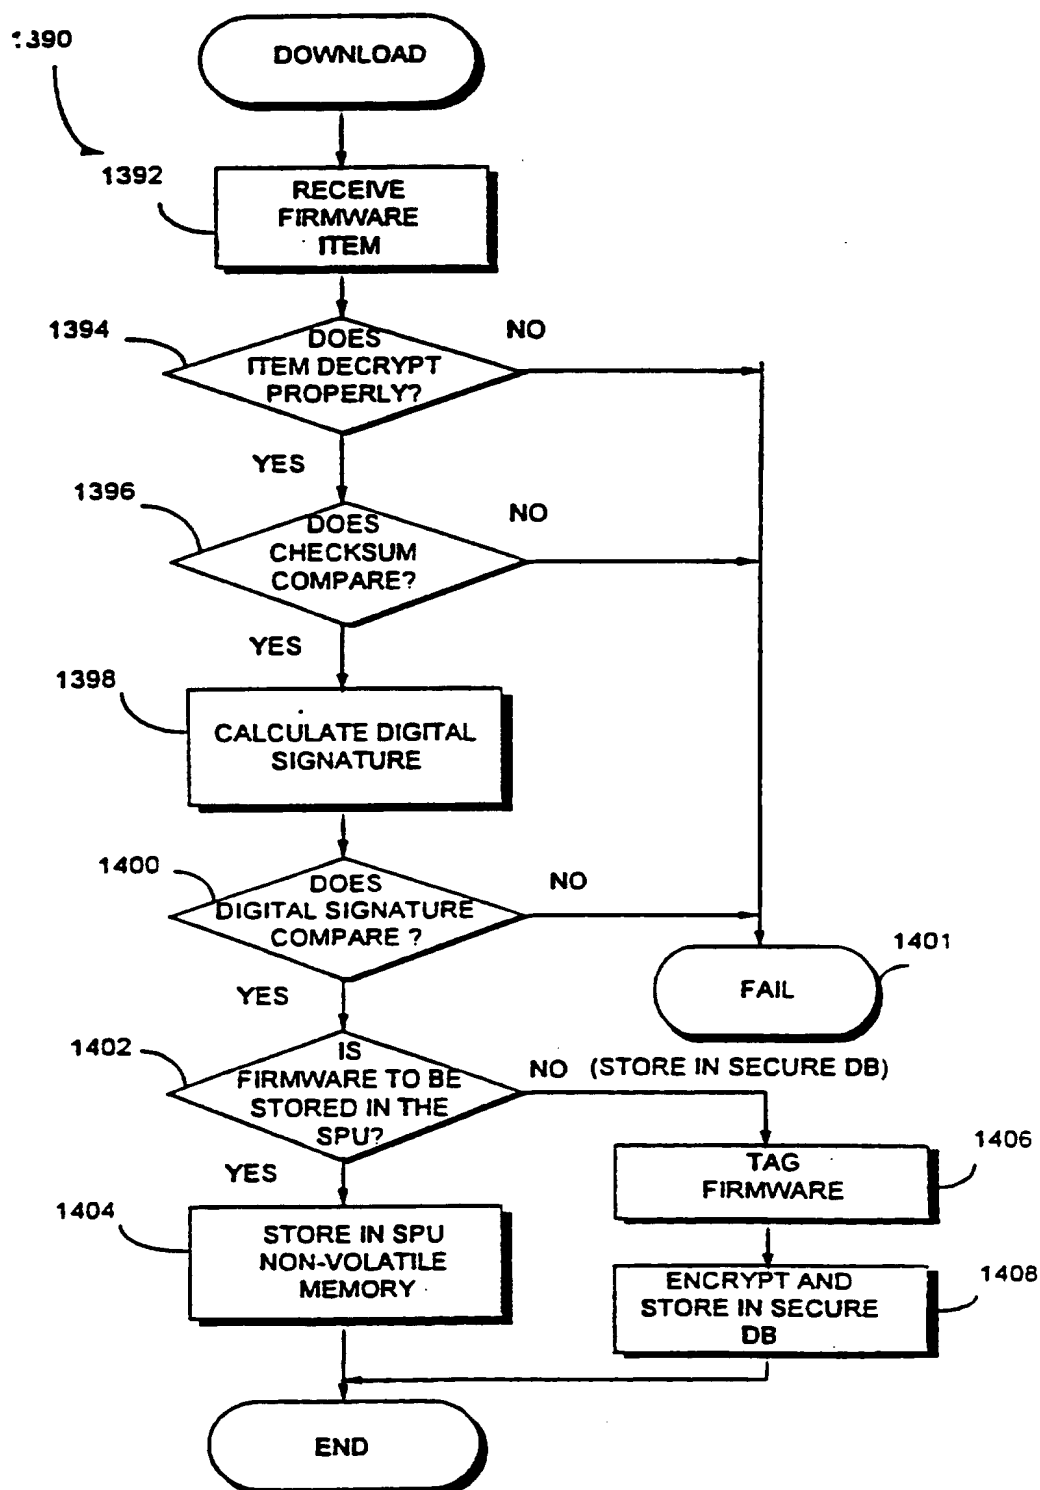 1390
DOWNLOAD
1392
RECEIVE
FIRMWARE
ITEM
1394
DOES
ITEM DECRYPT
PROPERLY?
NO
YES
1396
DOES
CHECKSUM
COMPARE?
NO
YES
1398
CALCULATE DIGITAL
SIGNATURE
1400
DOES
DIGITAL SIGNATURE
COMPARE ?
NO
1401
FAIL
YES
1402
IS
FIRMWARE TO BE
STORED IN THE
SPU?
NO (STORE IN SECURE DB)
YES
1406
TAG
FIRMWARE
1404
STORE IN SPU
NON-VOLATILE
MEMORY
1408
ENCRYPT AND
STORE IN SECURE
DB
END